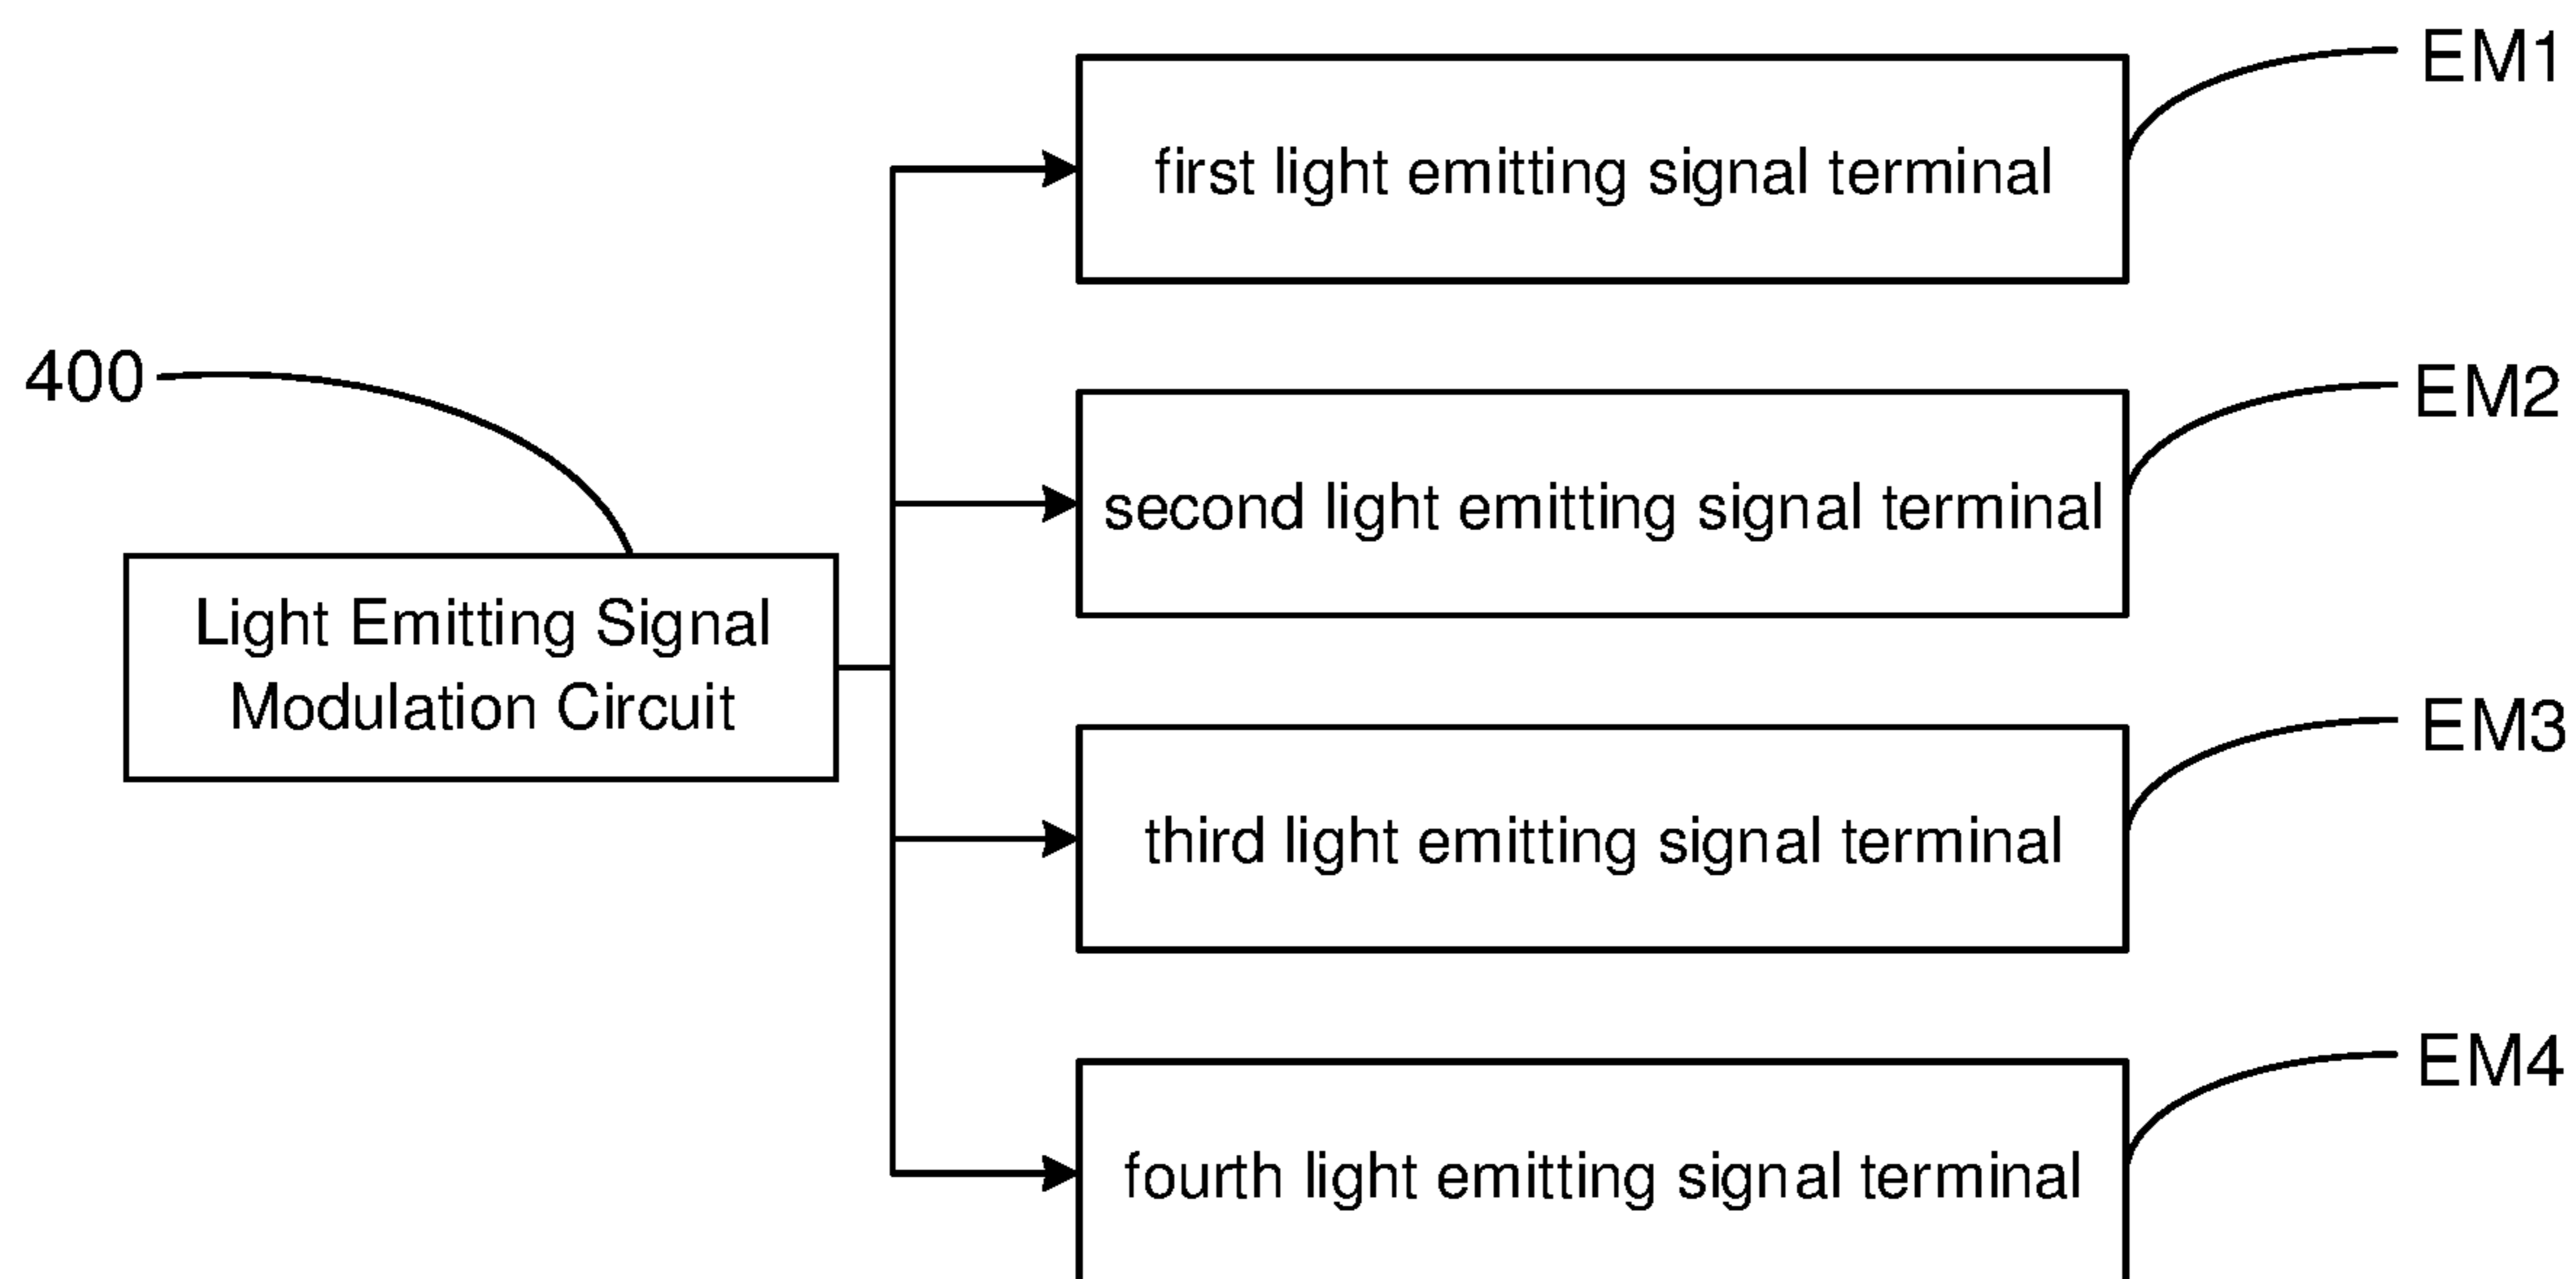 EM1
first light emitting signal terminal
400
EM2
second light emitting signal terminal
Light Emitting Signal
Modulation Circuit
EM3
third light emitting signal terminal
EM4
fourth light emitting signal terminal